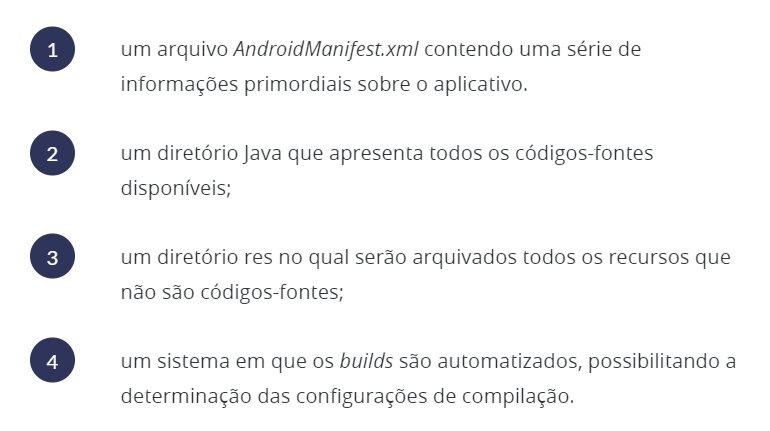 1
um arquivo AndroidManifest.xml contendo uma série de
informações primordiais sobre o aplicativo.
2
um diretório Java que apresenta todos os códigos-fontes
disponíveis;
3
um diretório res no qual serão arquivados todos os recursos que
não são códigos-fontes;
4
um sistema em que os builds são automatizados, possibilitando a
determinação das configurações de compilação.